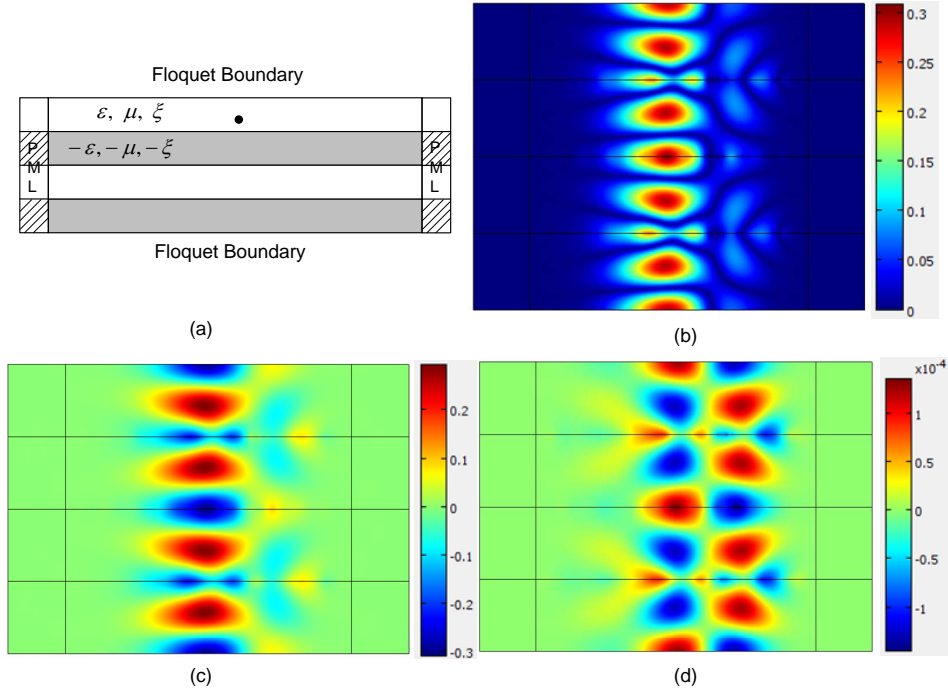 Floquet Boundary
ε, μ, ξ
−ε, −μ, −ξ
P
M
L
P
M
L
Floquet Boundary
(a)
0.3
0.25
0.2
0.15
0.1
0.05
0
(b)
0.2
0.1
0
-0.1
-0.2
-0.3
(c)
x10⁻⁴
1
0.5
0
-0.5
-1
(d)